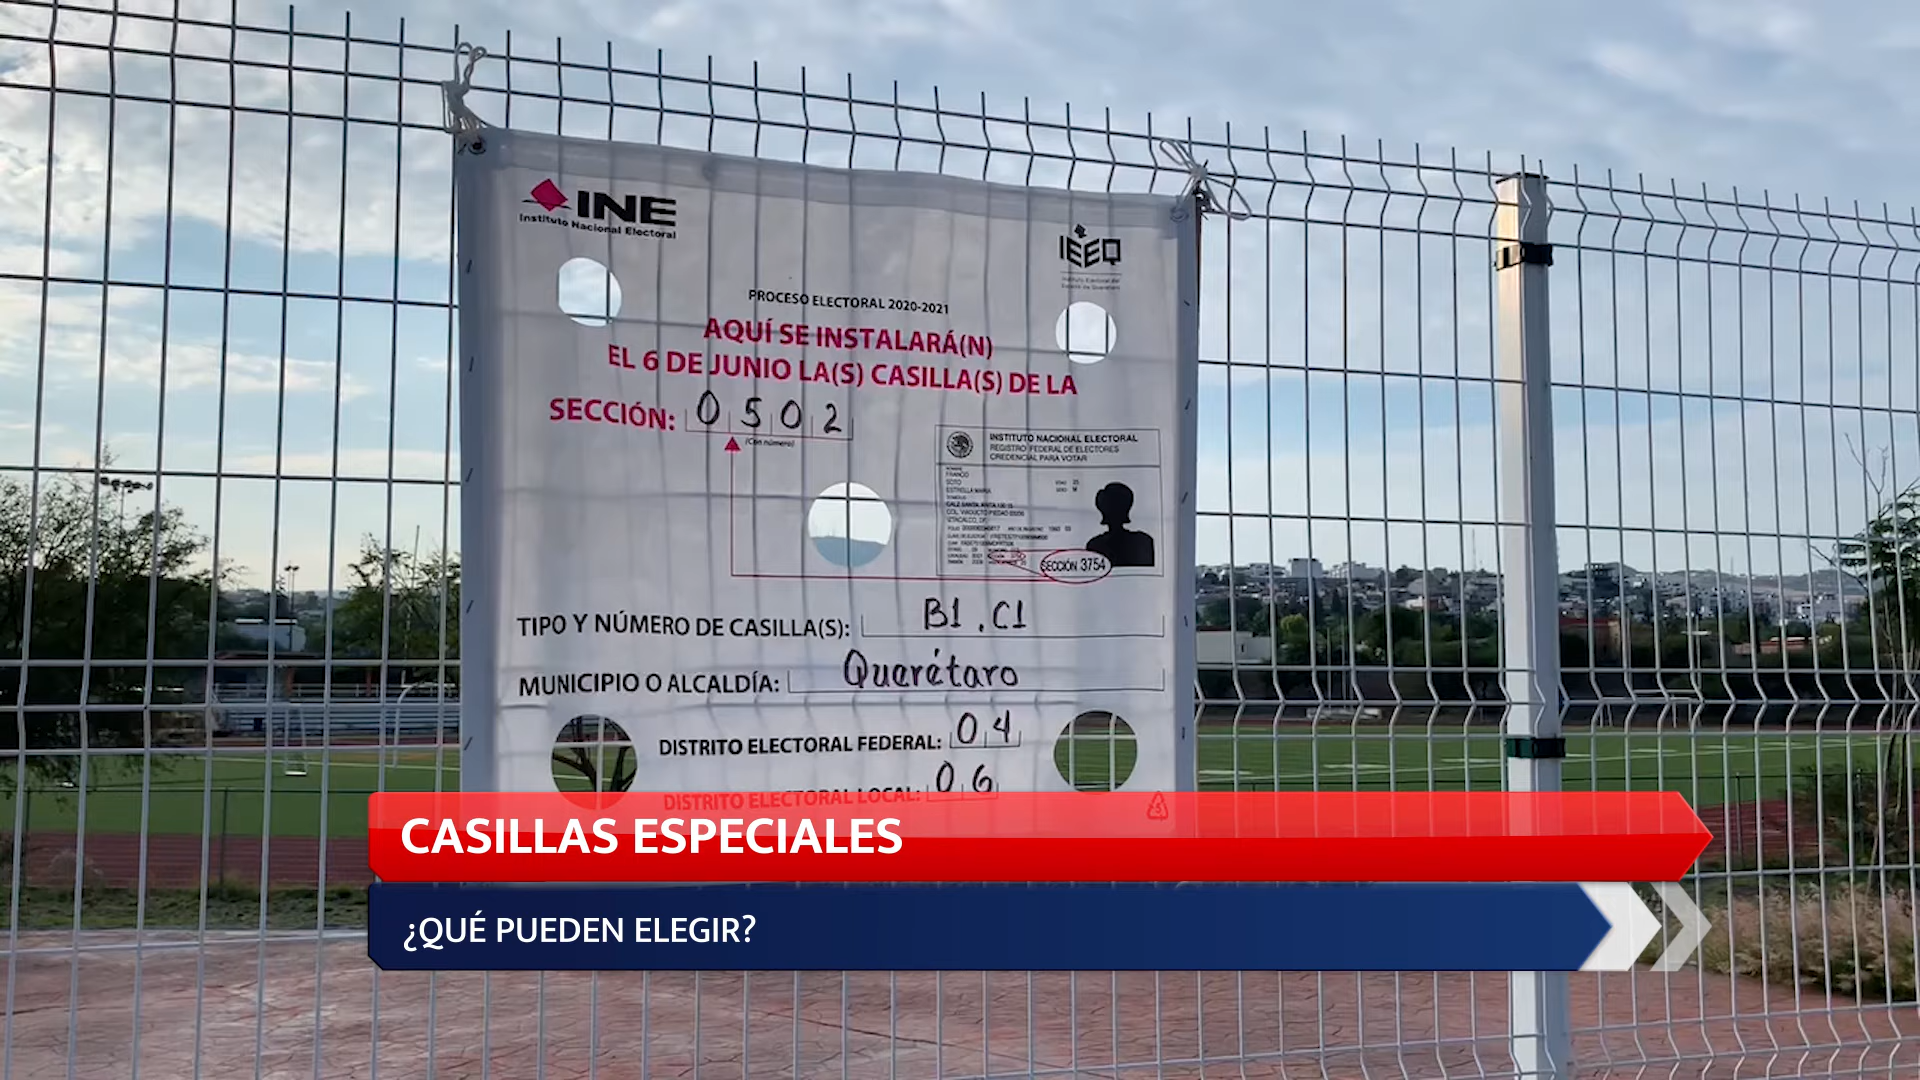 INE
Instituto Nacional Electoral
IEEQ
PROCESO ELECTORAL 2020-2021
AQUÍ SE INSTALARÁ(N)
EL 6 DE JUNIO LA(S) CASILLA(S) DE LA
SECCIÓN: 0502
(Con número)
INSTITUTO NACIONAL ELECTORAL
REGISTRO FEDERAL DE ELECTORES
CREDENCIAL PARA VOTAR
SECCIÓN 3754
TIPO Y NÚMERO DE CASILLA(S): B1 . C1
MUNICIPIO O ALCALDÍA: Querétaro
DISTRITO ELECTORAL FEDERAL: 04
DISTRITO ELECTORAL LOCAL: 06
CASILLAS ESPECIALES
¿QUÉ PUEDEN ELEGIR?